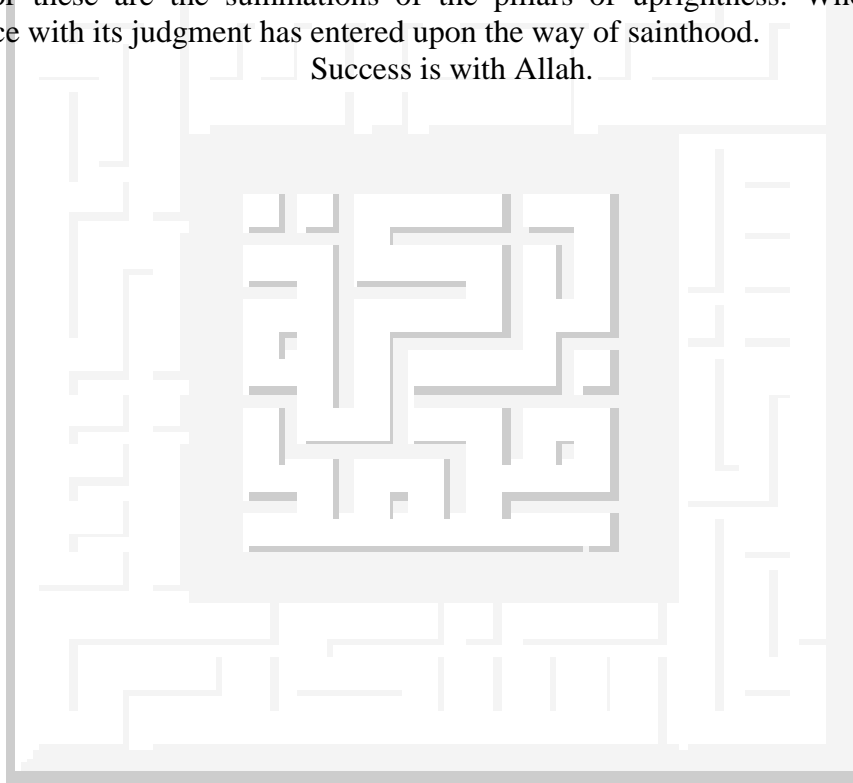 these are the summations of the pillars of uprightness.
with its judgment has entered upon the way of sainthood.
Success is with Allah.